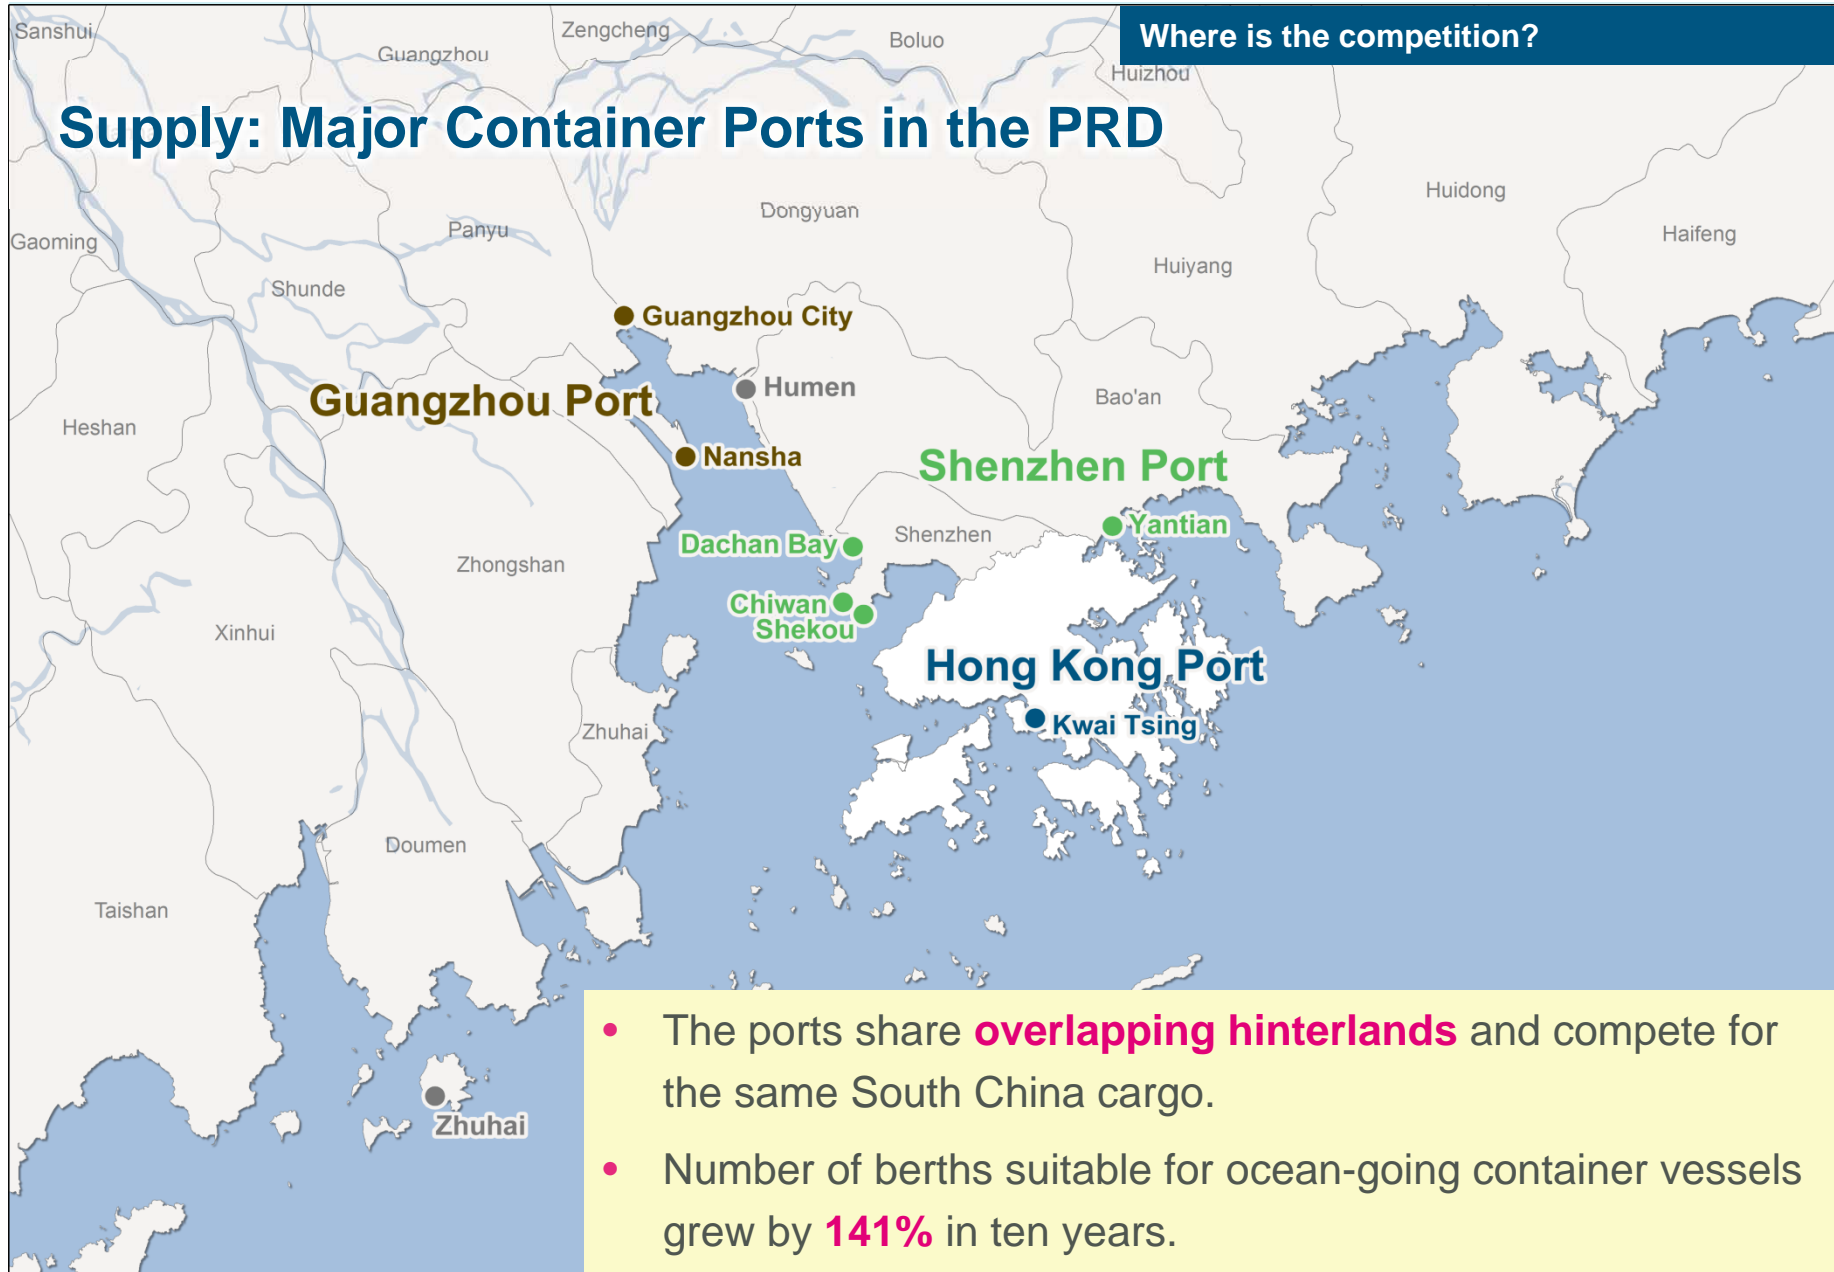 Where is the competition?
Sanshui
Zengcheng
Boluo
Guangzhou
Huizhou
Supply: Major Container Ports in the PRD
Huidong
Dongyuan
Panyu
Haifeng
Gaoming
Huiyang
Shunde
Guangzhou City
Humen
Guangzhou Port
Bao'an
Heshan
Nansha
Shenzhen Port
Yantian
Shenzhen
Dachan Bay
Zhongshan
Chiwan
Shekou
Xinhui
Hong Kong Port
Kwai Tsing
Zhuhai
Doumen
Taishan
Zhuhai
• The ports share overlapping hinterlands and compete for
the same South China cargo.
• Number of berths suitable for ocean-going container vessels
grew by 141% in ten years.